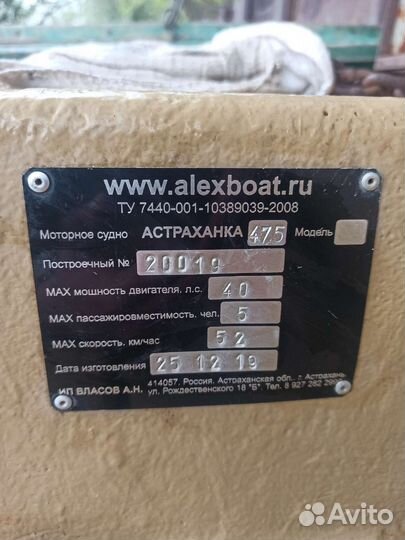 www.alexboat.ru
ТУ 7440-001-10389039-2008
Моторное судно АСТРАХАНКА 475 Модель
Построечный № 20019
MAX мощность двигателя. л.с. 40
MAX пассажировместимость. чел. 5
MAX скорость. км/час 52
Дата изготовления 25 12 19
ИП ВЛАСОВ А.Н. 414057. Россия. Астраханская обл., г. Астрахань.
ул. Рождественского 18 "Б". Тел. 8 927 282
Avito